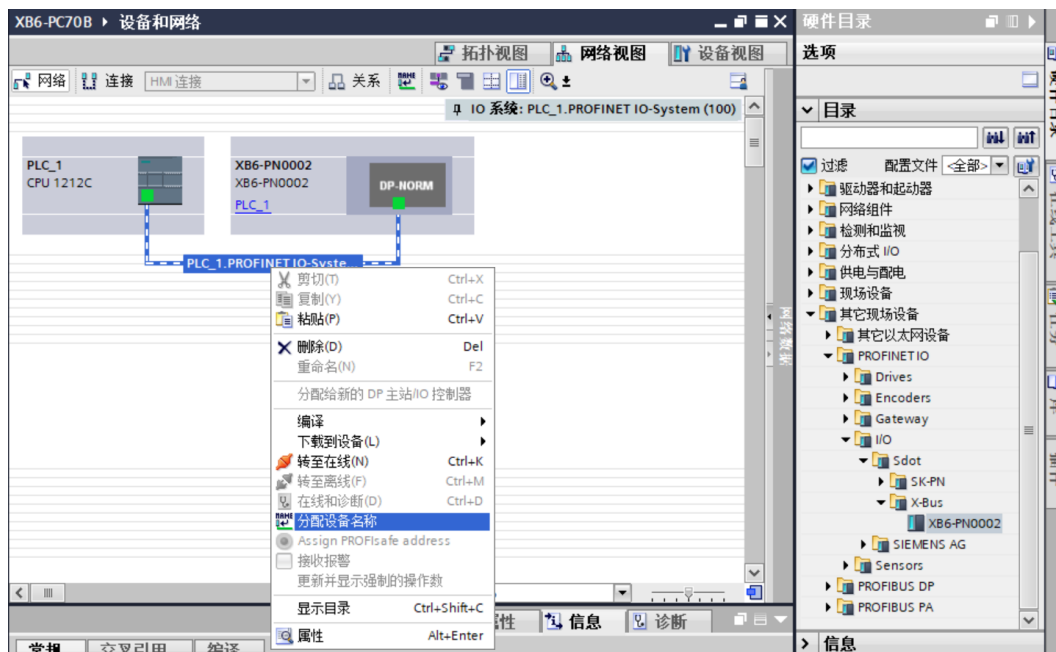 XB6-PC70B ▸ 设备和网络
拓扑视图 网络视图 设备视图
网络 连接 HMI 连接 关系
IO 系统: PLC_1.PROFINET IO-System (100)
PLC_1
CPU 1212C
XB6-PN0002
XB6-PN0002
PLC_1
DP-NORM
PLC_1.PROFINET IO-Syste...
剪切(T) Ctrl+X
复制(Y) Ctrl+C
粘贴(P) Ctrl+V
删除(D) Del
重命名(N) F2
分配给新的 DP 主站/IO 控制器
编译
下载到设备(L)
转至在线(N) Ctrl+K
转至离线(F) Ctrl+M
在线和诊断(D) Ctrl+D
分配设备名称
Assign PROFIsafe address
接收报警
更新并显示强制的操作数
显示目录 Ctrl+Shift+C
属性 Alt+Enter
网络数据
性 信息 诊断
常规 交叉引用 编译
硬件目录
选项
目录
过滤 配置文件 <全部>
驱动器和起动器
网络组件
检测和监视
分布式 I/O
供电与配电
现场设备
其它现场设备
其它以太网设备
PROFINET IO
Drives
Encoders
Gateway
I/O
Sdot
SK-PN
X-Bus
XB6-PN0002
SIEMENS AG
Sensors
PROFIBUS DP
PROFIBUS PA
信息